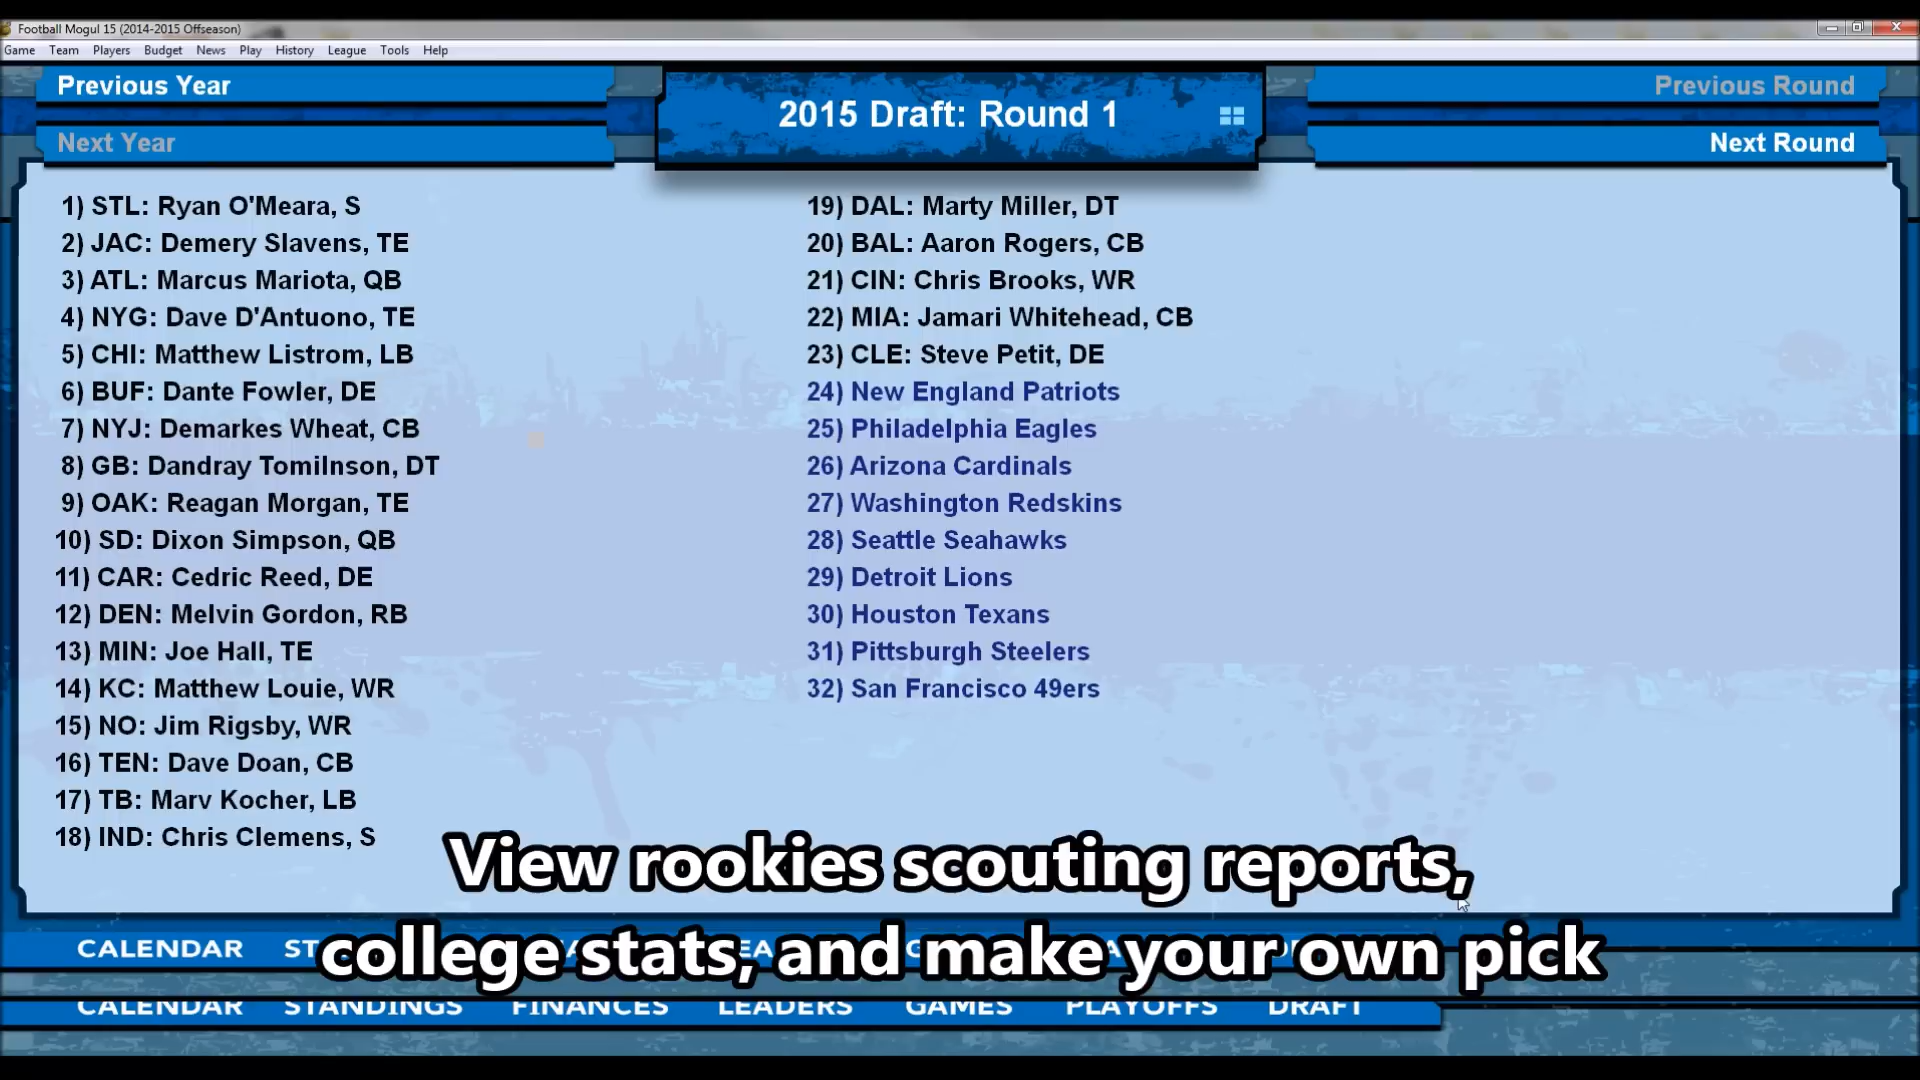 Football Mogul 15 (2014-2015 Offseason)
Game Team Players Budget News Play History League Tools Help
Previous Year
2015 Draft: Round 1
Previous Round
Next Year
Next Round
1) STL: Ryan O'Meara, S
2) JAC: Demery Slavens, TE
3) ATL: Marcus Mariota, QB
4) NYG: Dave D'Antuono, TE
5) CHI: Matthew Listrom, LB
6) BUF: Dante Fowler, DE
7) NYJ: Demarkes Wheat, CB
8) GB: Dandray Tomilnson, DT
9) OAK: Reagan Morgan, TE
10) SD: Dixon Simpson, QB
11) CAR: Cedric Reed, DE
12) DEN: Melvin Gordon, RB
13) MIN: Joe Hall, TE
14) KC: Matthew Louie, WR
15) NO: Jim Rigsby, WR
16) TEN: Dave Doan, CB
17) TB: Marv Kocher, LB
18) IND: Chris Clemens, S
19) DAL: Marty Miller, DT
20) BAL: Aaron Rogers, CB
21) CIN: Chris Brooks, WR
22) MIA: Jamari Whitehead, CB
23) CLE: Steve Petit, DE
24) New England Patriots
25) Philadelphia Eagles
26) Arizona Cardinals
27) Washington Redskins
28) Seattle Seahawks
29) Detroit Lions
30) Houston Texans
31) Pittsburgh Steelers
32) San Francisco 49ers
View rookies scouting reports,
college stats, and make your own pick
CALENDAR
CALENDAR STANDINGS FINANCES LEADERS GAMES PLAYOFFS DRAFT